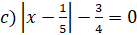 c) |x − 1/5| − 3/4 = 0